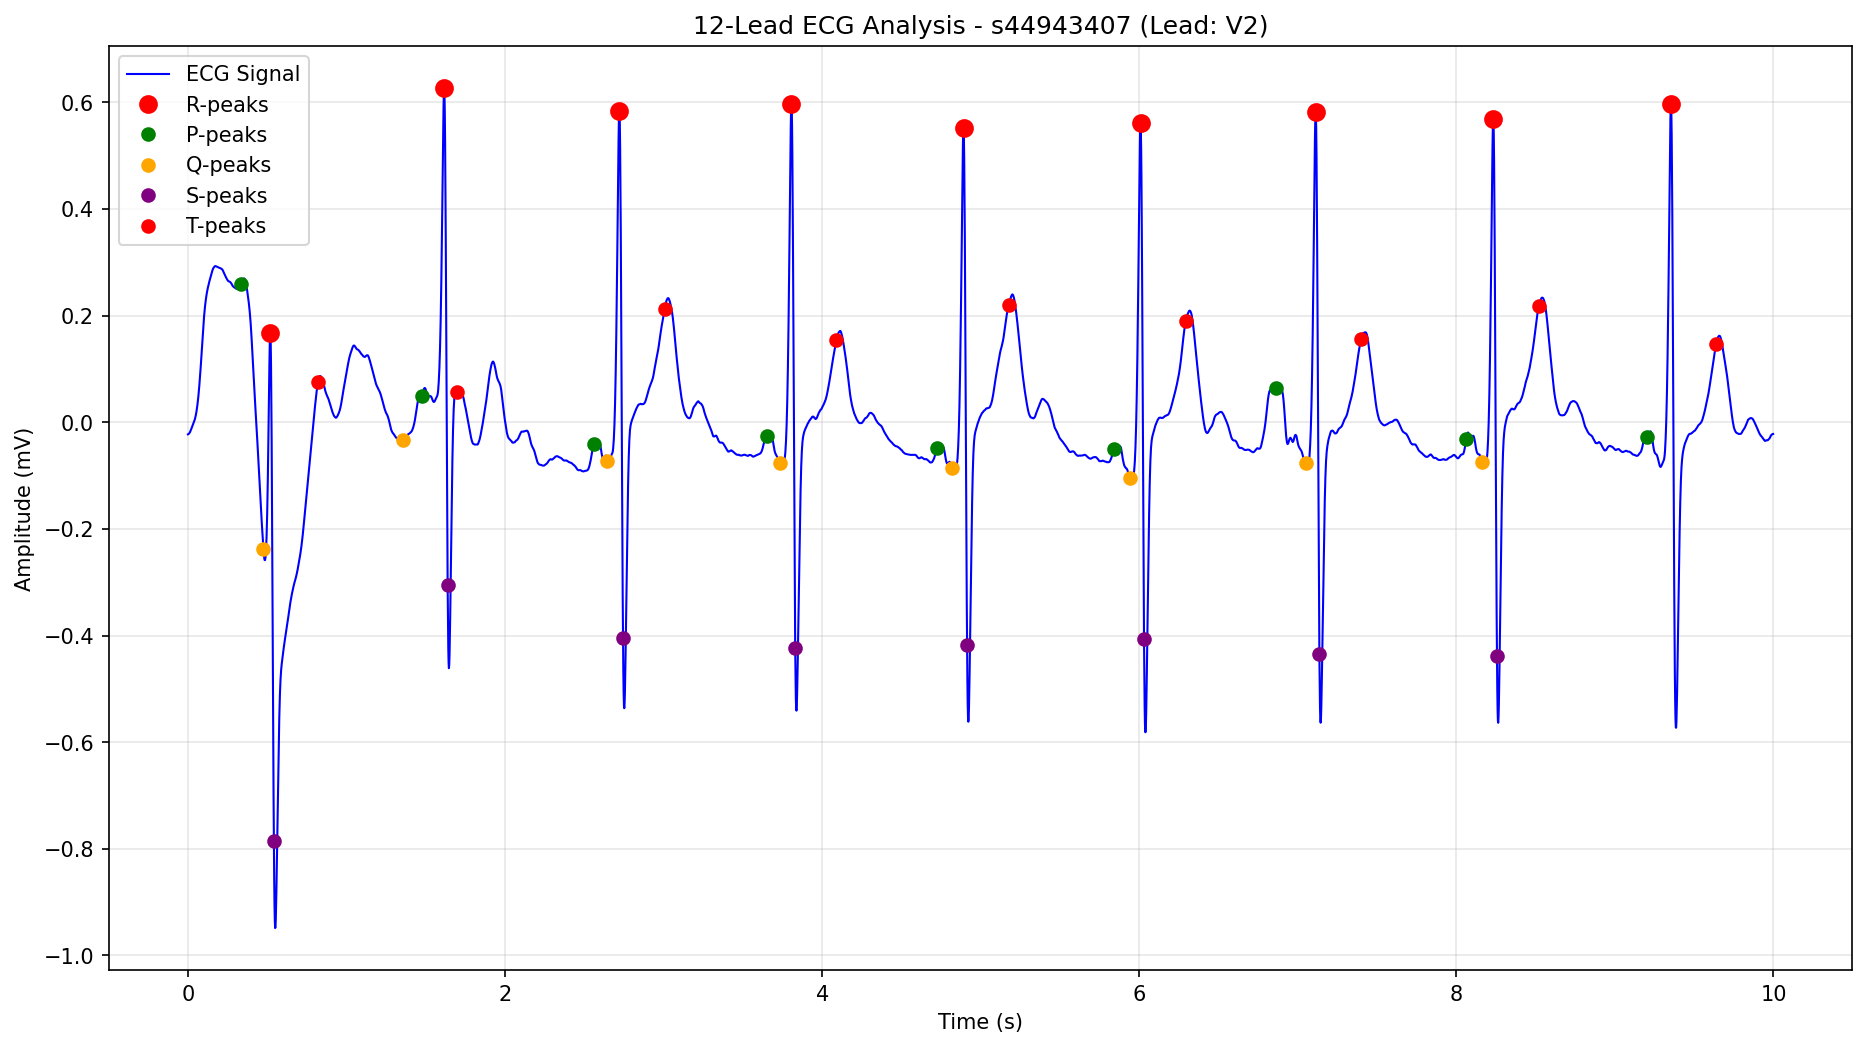 12-Lead ECG Analysis - s44943407 (Lead: V2)
ECG Signal
R-peaks
P-peaks
Q-peaks
S-peaks
T-peaks
0.6
0.4
0.2
0.0
−0.2
−0.4
−0.6
−0.8
−1.0
Amplitude (mV)
0 2 4 6 8 10
Time (s)